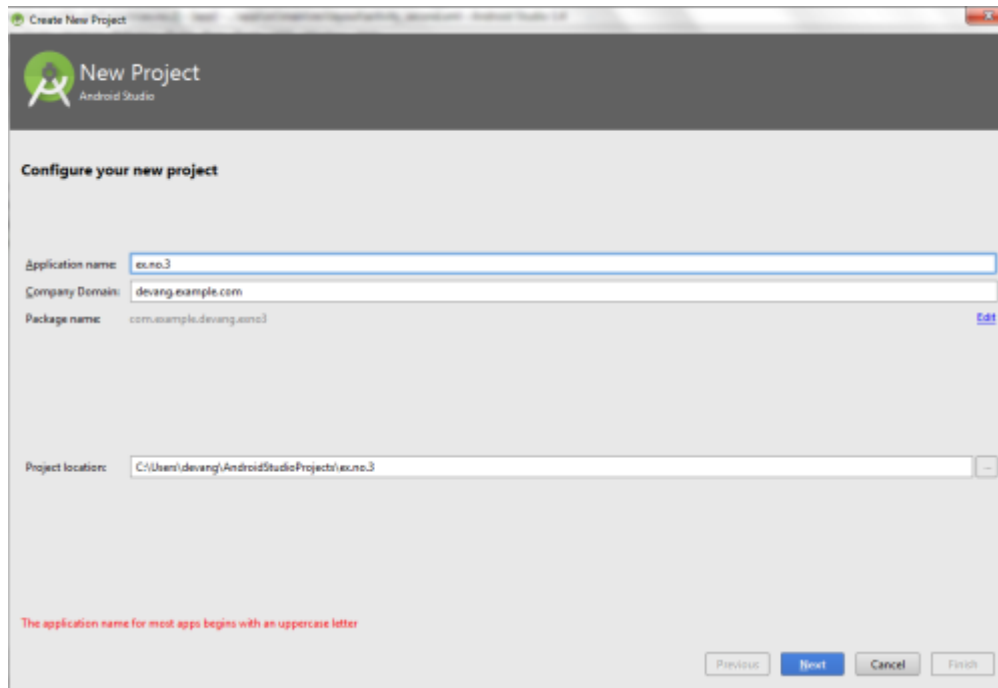 Create New Project
New Project
Android Studio
Configure your new project
Application name: ex.no.3
Company Domain: devang.example.com
Package name: com.example.devang.exno3
Edit
Project location: C:\Users\devang\AndroidStudioProjects\ex.no.3
...
The application name for most apps begins with an uppercase letter
Previous Next Cancel Finish